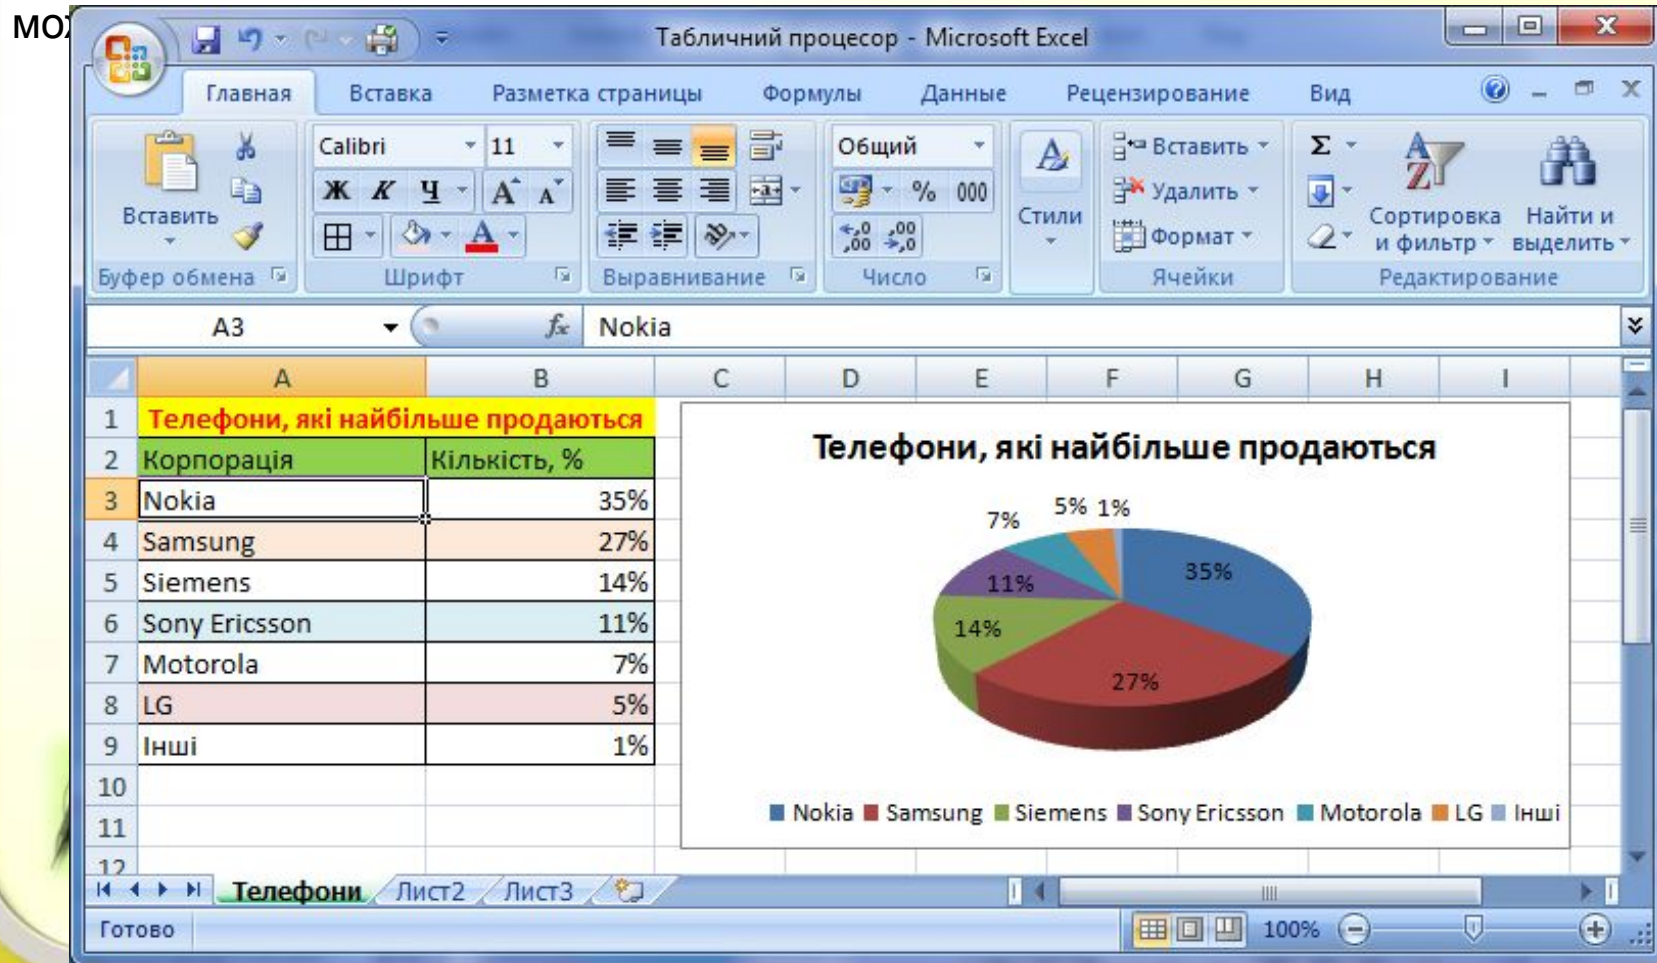 Табличний процесор - Microsoft Excel
Главная Вставка Разметка страницы Формулы Данные Рецензирование Вид
Calibri 11 Общий Вставить
Ж К Ч % 000 Удалить
Вставить Стили Формат Сортировка и фильтр Найти и выделить
Буфер обмена Шрифт Выравнивание Число Ячейки Редактирование
A3 fx Nokia
A B C D E F G H I
1 Телефони, які найбільше продаються
2 Корпорація Кількість, %
3 Nokia 35%
4 Samsung 27%
5 Siemens 14%
6 Sony Ericsson 11%
7 Motorola 7%
8 LG 5%
9 Інші 1%
10
11
12
Телефони, які найбільше продаються
7% 5% 1%
11% 35%
14%
27%
Nokia Samsung Siemens Sony Ericsson Motorola LG Інші
Телефони Лист2 Лист3
Готово 100%